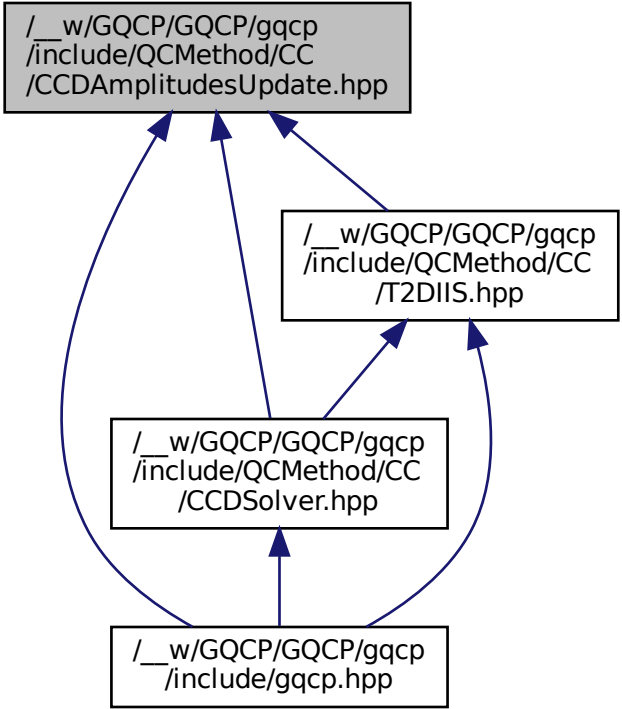 /__w/GQCP/GQCP/gqcp
/include/QCMethod/CC
/CCDAmplitudesUpdate.hpp
/__w/GQCP/GQCP/gqcp
/include/QCMethod/CC
/T2DIIS.hpp
/__w/GQCP/GQCP/gqcp
/include/QCMethod/CC
/CCDSolver.hpp
/__w/GQCP/GQCP/gqcp
/include/gqcp.hpp